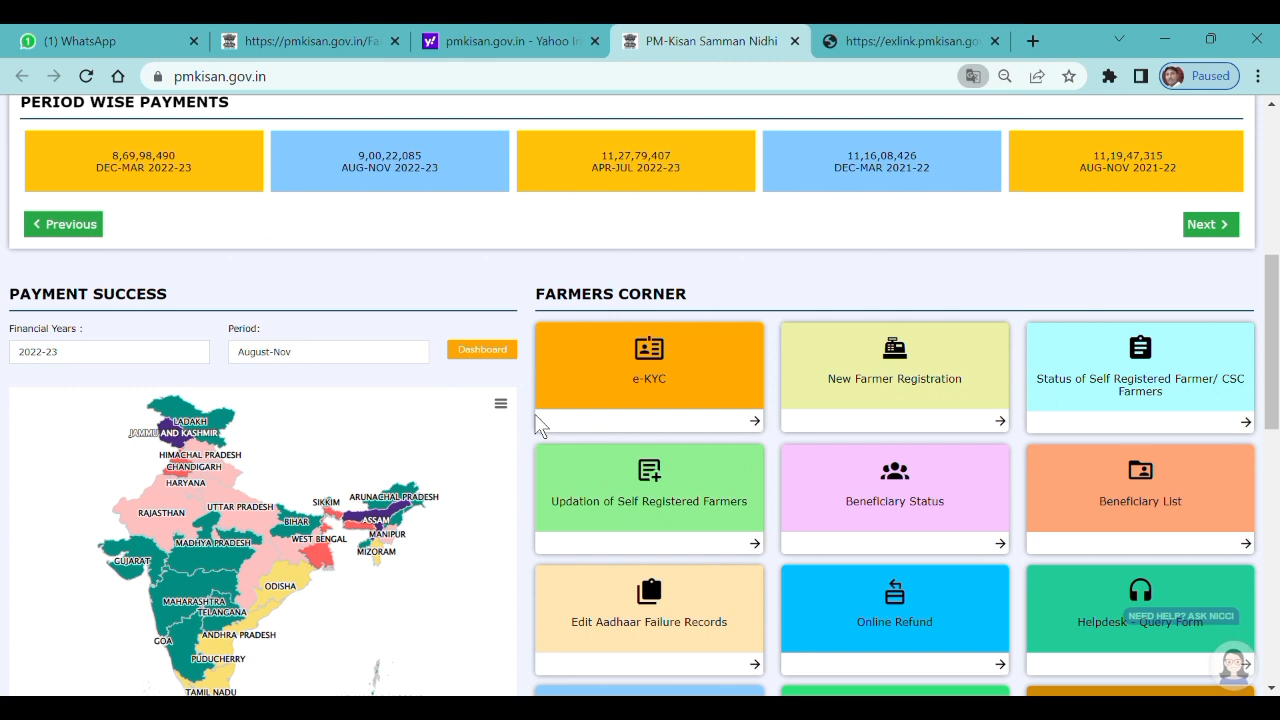 (1) WhatsApp
https://pmkisan.gov.in/Fa
pmkisan.gov.in - Yahoo In
PM-Kisan Samman Nidhi
https://exlink.pmkisan.go
pmkisan.gov.in
Paused
PERIOD WISE PAYMENTS
8,69,98,490
DEC-MAR 2022-23
9,00,22,085
AUG-NOV 2022-23
11,27,79,407
APR-JUL 2022-23
11,16,08,426
DEC-MAR 2021-22
11,19,47,315
AUG-NOV 2021-22
Previous
Next
PAYMENT SUCCESS
Financial Years :
Period:
2022-23
August-Nov
Dashboard
LADAKH
JAMMU AND KASHMIR
HIMACHAL PRADESH
CHANDIGARH
HARYANA
RAJASTHAN
UTTAR PRADESH
SIKKIM
ARUNACHAL PRADESH
BIHAR
ASSAM
MANIPUR
WEST BENGAL
MIZORAM
MADHYA PRADESH
GUJARAT
ODISHA
MAHARASHTRA
TELANGANA
GOA
ANDHRA PRADESH
PUDUCHERRY
TAMIL NADU
FARMERS CORNER
e-KYC
New Farmer Registration
Status of Self Registered Farmer/ CSC
Farmers
Updation of Self Registered Farmers
Beneficiary Status
Beneficiary List
Edit Aadhaar Failure Records
Online Refund
Helpdesk - Query Form
NEED HELP? ASK NICCI